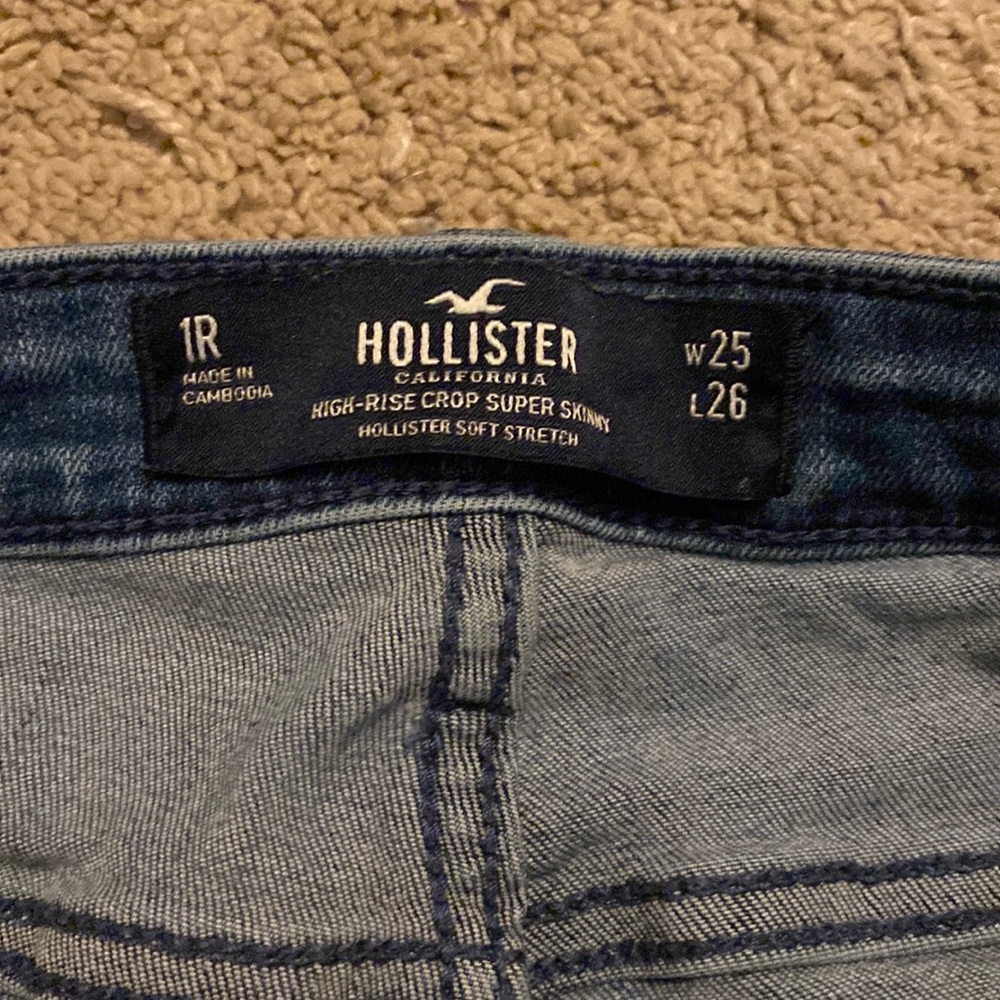 1R
MADE IN
CAMBODIA
HOLLISTER
CALIFORNIA
HIGH-RISE CROP SUPER SKINNY
HOLLISTER SOFT STRETCH
W25
L26